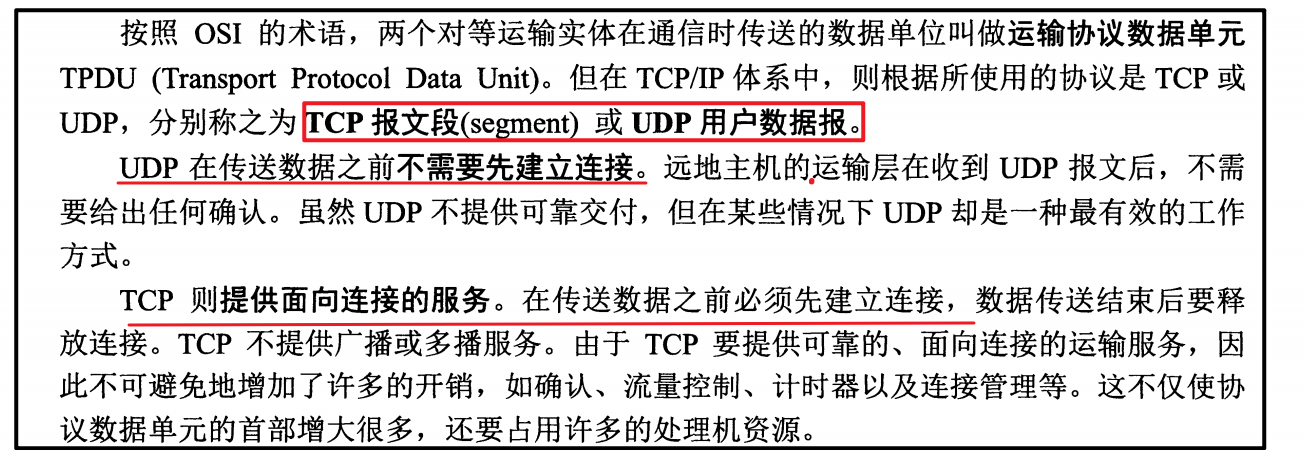 按照 OSI 的术语，两个对等运输实体在通信时传送的数据单位叫做运输协议数据单元
TPDU (Transport Protocol Data Unit)。但在 TCP/IP 体系中，则根据所使用的协议是 TCP 或
UDP，分别称之为 TCP 报文段(segment) 或 UDP 用户数据报。
UDP 在传送数据之前不需要先建立连接。远地主机的运输层在收到 UDP 报文后，不需
要给出任何确认。虽然 UDP 不提供可靠交付，但在某些情况下 UDP 却是一种最有效的工作
方式。
TCP 则提供面向连接的服务。在传送数据之前必须先建立连接，数据传送结束后要释
放连接。TCP 不提供广播或多播服务。由于 TCP 要提供可靠的、面向连接的运输服务，因
此不可避免地增加了许多的开销，如确认、流量控制、计时器以及连接管理等。这不仅使协
议数据单元的首部增大很多，还要占用许多的处理机资源。